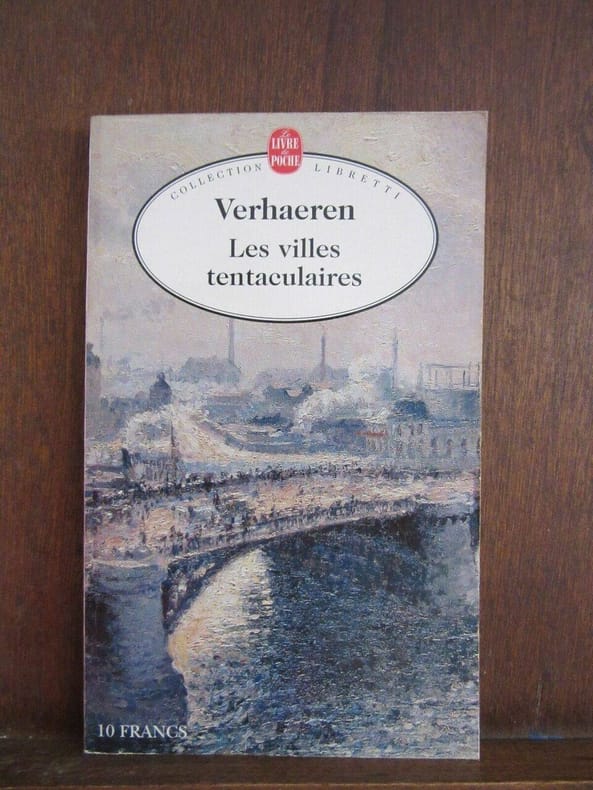 Le
LIVRE
de
POCHE
COLLECTION LIBRETTI
Verhaeren
Les villes
tentaculaires
10 FRANCS